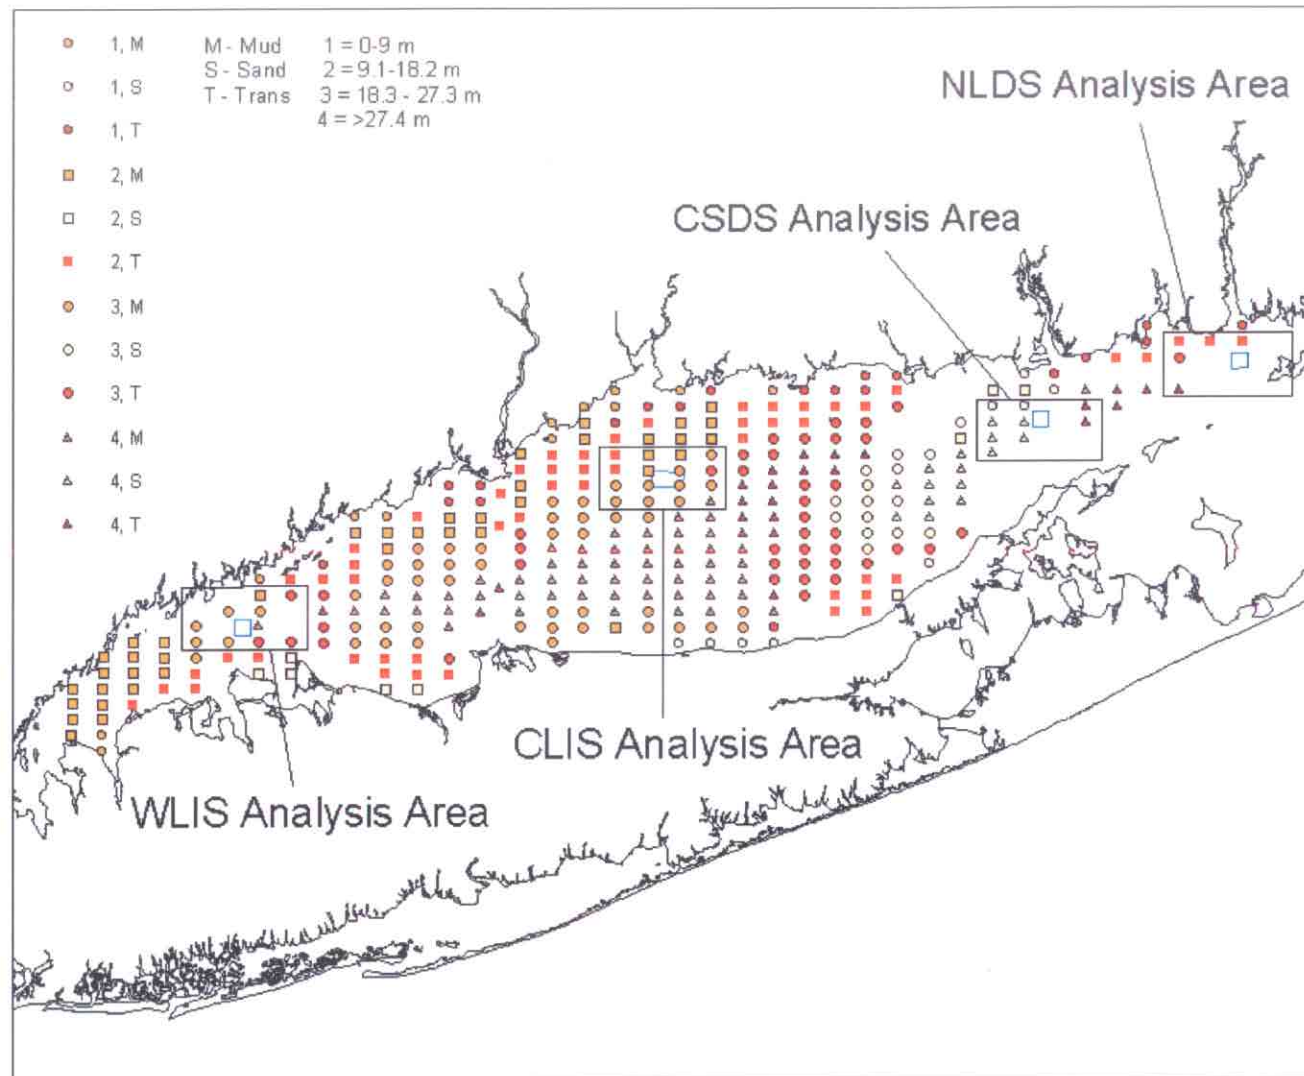 1, M
1, S
1, T
2, M
2, S
2, T
3, M
3, S
3, T
4, M
4, S
4, T
M - Mud 1 = 0-9 m
S - Sand 2 = 9.1-18.2 m
T - Trans 3 = 18.3 - 27.3 m
4 = >27.4 m
NLDS Analysis Area
CSDS Analysis Area
CLIS Analysis Area
WLIS Analysis Area